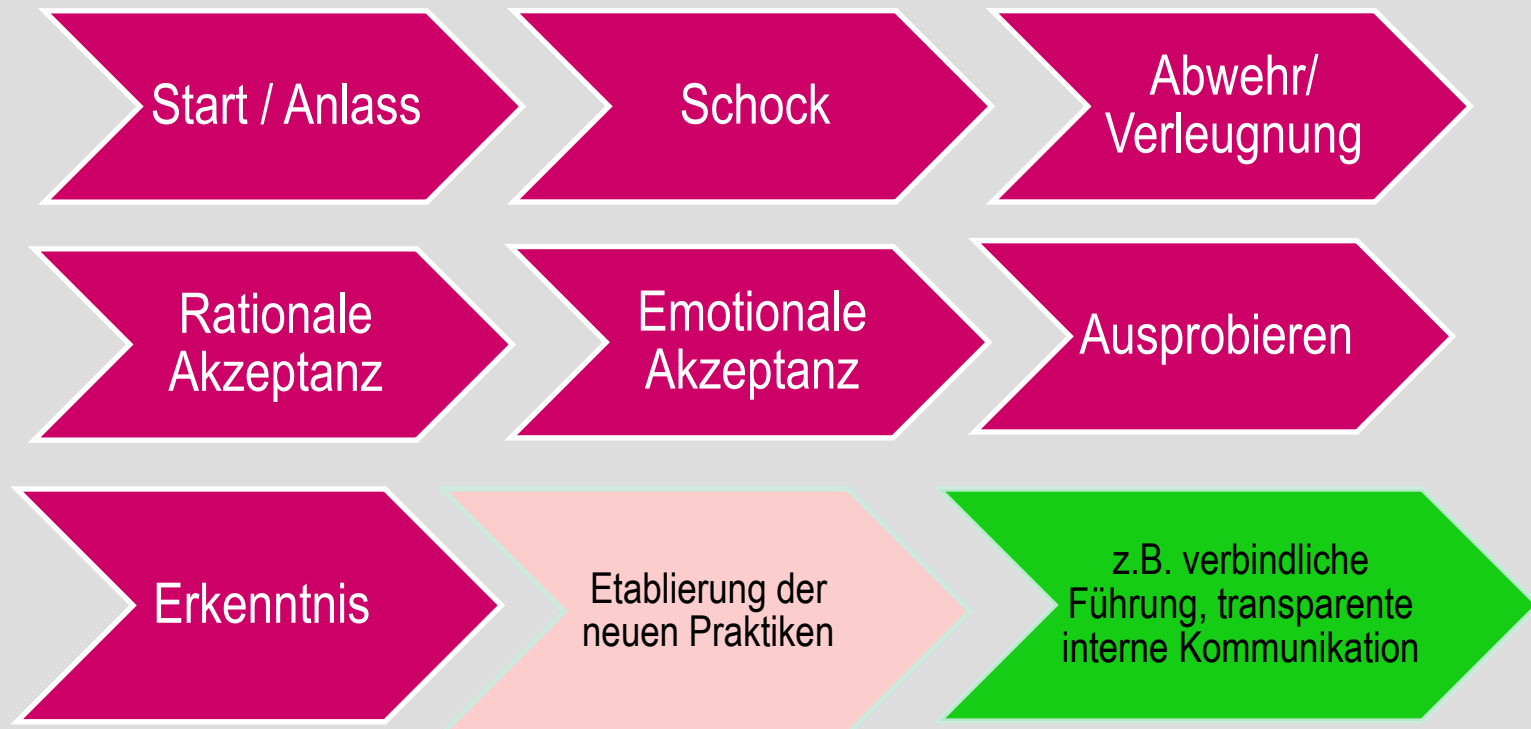 Start / Anlass
Schock
Abwehr/
Verleugnung
Rationale
Akzeptanz
Emotionale
Akzeptanz
Ausprobieren
Erkenntnis
Etablierung der
neuen Praktiken
z.B. verbindliche
Führung, transparente
interne Kommunikation